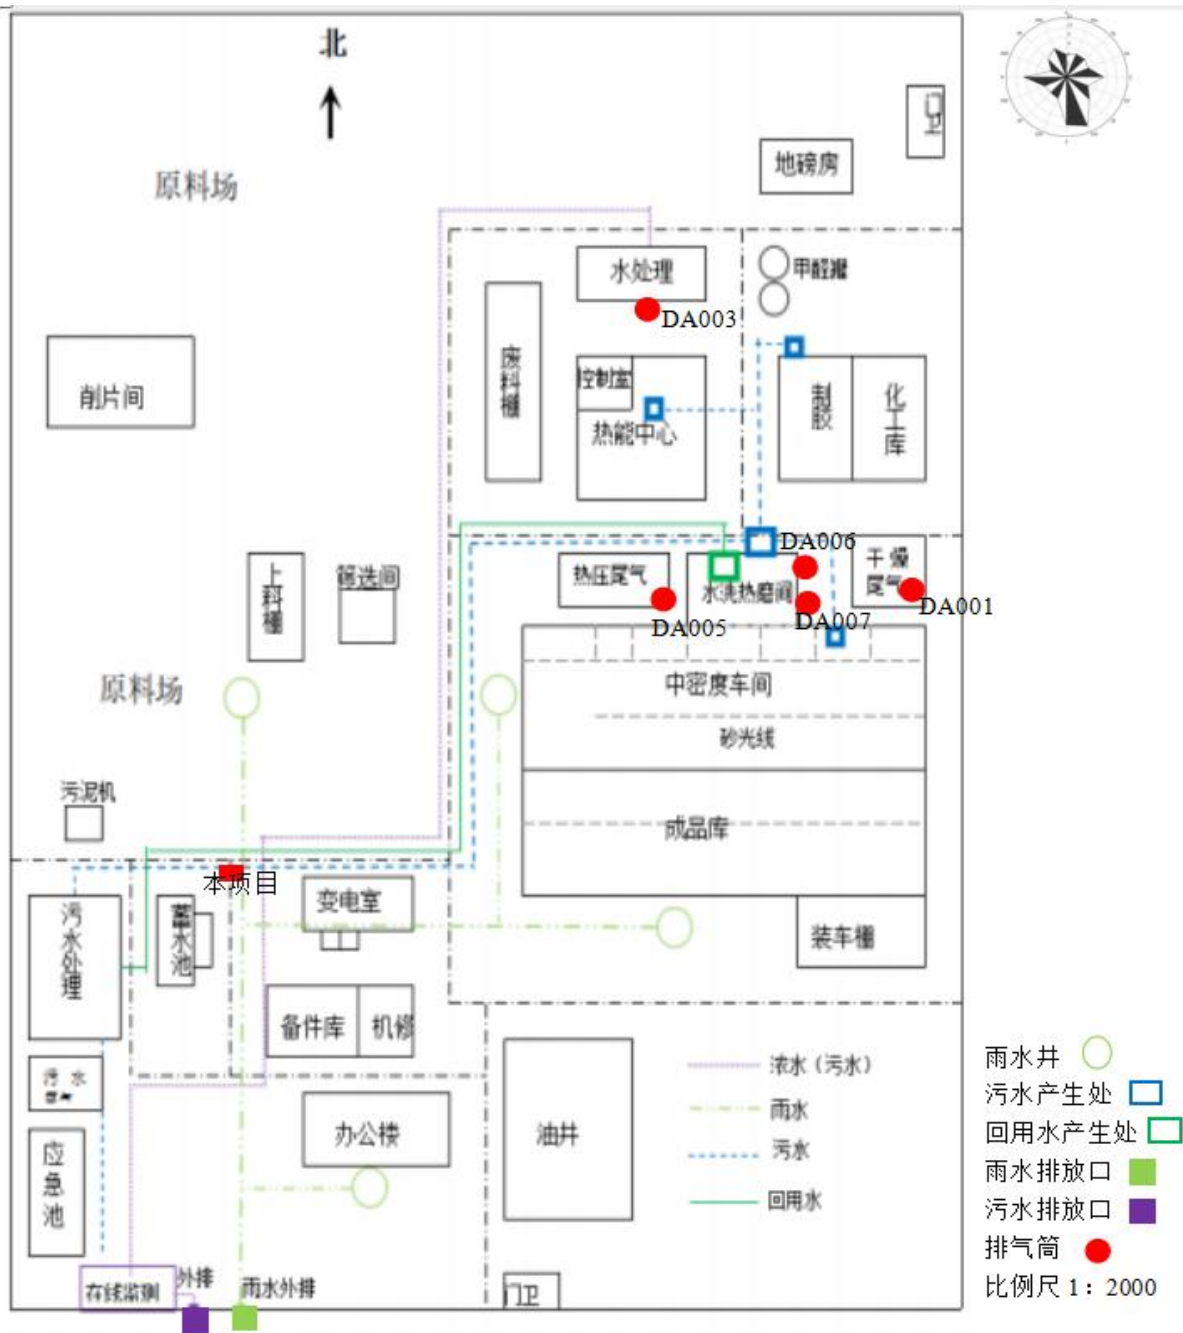 北
门卫
地磅房
原料场
水处理
甲醛罐
DA003
废料棚
控制室
热能中心
制胶
化工库
削片间
DA006
干燥
尾气
热压尾气
水洗热磨间
上料棚
筛选间
DA001
DA005
DA007
中密度车间
原料场
砂光线
污泥机
成品库
本项目
变电室
污水处理
蓄水池
装车棚
备件库
机修
浓水（污水）
雨水
污水
回用水
污水
办公楼
油井
应急池
在线监测
外排
雨水外排
门卫
雨水井
污水产生处
回用水产生处
雨水排放口
污水排放口
排气筒
比例尺 1：2000